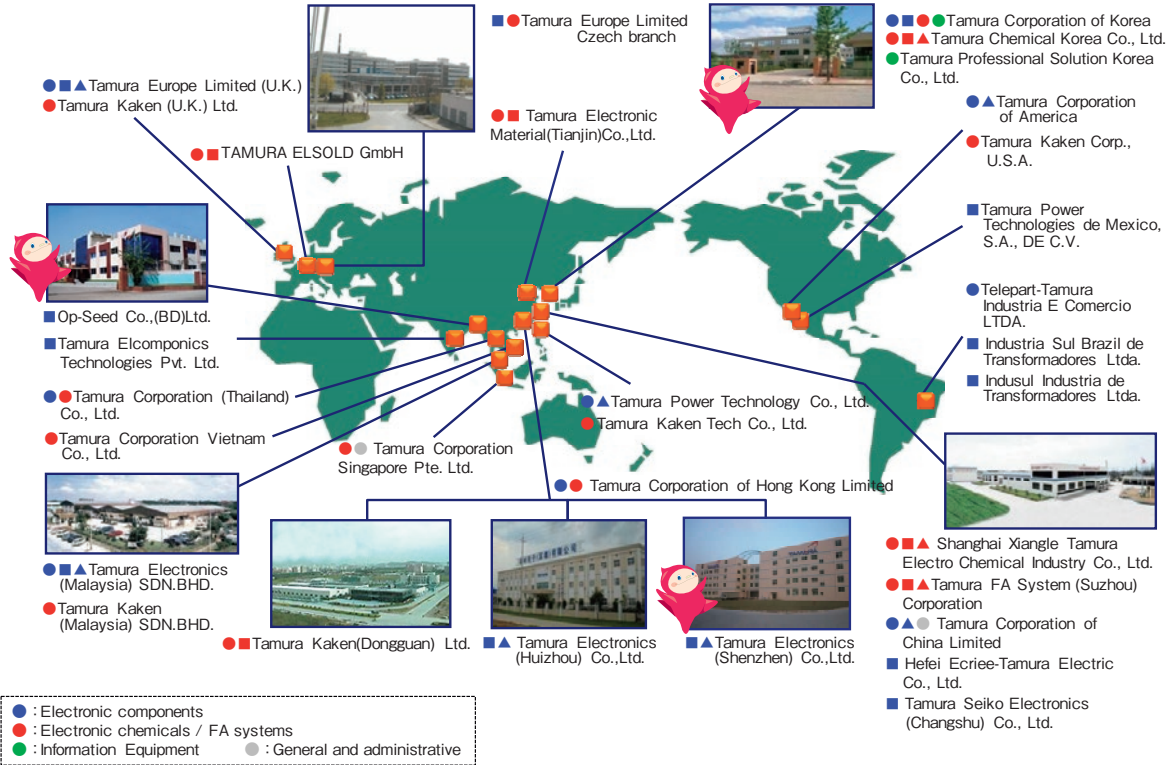 Tamura Europe Limited
Czech branch
Tamura Corporation of Korea
Tamura Chemical Korea Co., Ltd.
Tamura Professional Solution Korea
Co., Ltd.
Tamura Europe Limited (U.K.)
Tamura Kaken (U.K.) Ltd.
TAMURA ELSOLD GmbH
Tamura Electronic
Material(Tianjin)Co.,Ltd.
Tamura Corporation
of America
Tamura Kaken Corp.,
U.S.A.
Tamura Power
Technologies de Mexico,
S.A., DE C.V.
Telepart-Tamura
Industria E Comercio
LTDA.
Industria Sul Brazil de
Transformadores Ltda.
Indusul Industria de
Transformadores Ltda.
Op-Seed Co.,(BD)Ltd.
Tamura Elcomponics
Technologies Pvt. Ltd.
Tamura Corporation (Thailand)
Co., Ltd.
Tamura Corporation Vietnam
Co., Ltd.
Tamura Corporation
Singapore Pte. Ltd.
Tamura Power Technology Co., Ltd.
Tamura Kaken Tech Co., Ltd.
Tamura Corporation of Hong Kong Limited
Tamura Electronics
(Malaysia) SDN.BHD.
Tamura Kaken
(Malaysia) SDN.BHD.
Tamura Kaken(Dongguan) Ltd.
Tamura Electronics
(Huizhou) Co.,Ltd.
TAMURA
Tamura Electronics
(Shenzhen) Co.,Ltd.
Shanghai Xiangle Tamura
Electro Chemical Industry Co., Ltd.
Tamura FA System (Suzhou)
Corporation
Tamura Corporation of
China Limited
Hefei Ecriee-Tamura Electric
Co., Ltd.
Tamura Seiko Electronics
(Changshu) Co., Ltd.
: Electronic components
: Electronic chemicals / FA systems
: Information Equipment : General and administrative